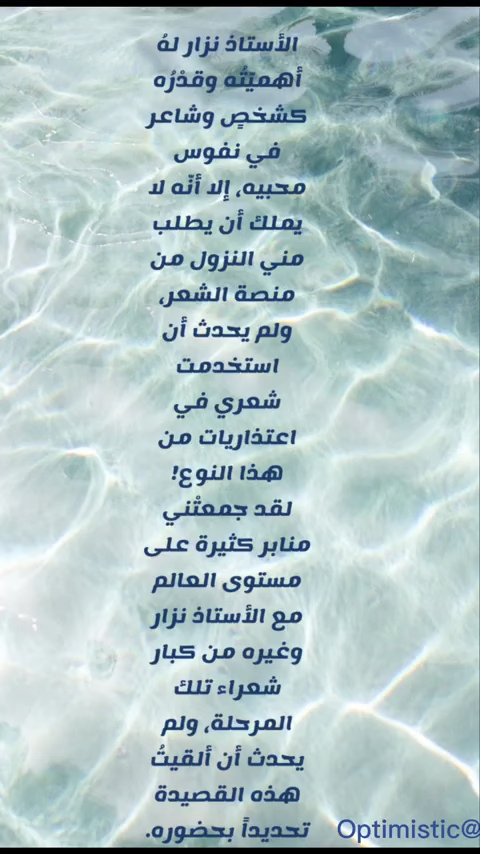 الأستاذ نزار لهُ
أهميّتُه وقدْرُه
كشخصٍ وشاعر
في نفوس
محبيه، إلا أنّه لا
يملك أن يطلب
مني النزول من
منصة الشعر،
ولم يحدث أن
استخدمت
شعري في
اعتذاريات من
هذا النوع!
لقد جمعتْني
منابر كثيرة على
مستوى العالم
مع الأستاذ نزار
وغيره من كبار
شعراء تلك
المرحلة، ولم
يحدث أن ألقيتُ
هذه القصيدة
تحديداً بحضوره.
Optimistic@